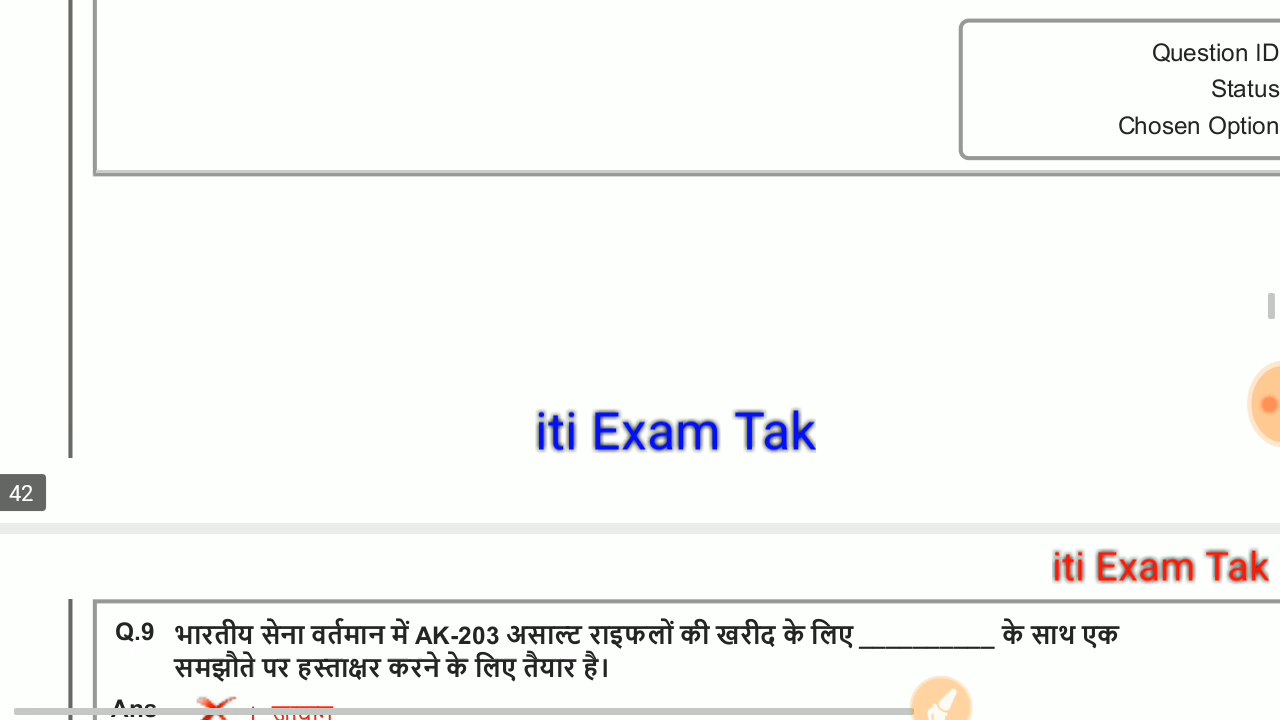 Question ID
Status
Chosen Option
iti Exam Tak
42
iti Exam Tak
Q.9 भारतीय सेना वर्तमान में AK-203 असाल्ट राइफलों की खरीद के लिए __________ के साथ एक
समझौते पर हस्ताक्षर करने के लिए तैयार है।
Ans